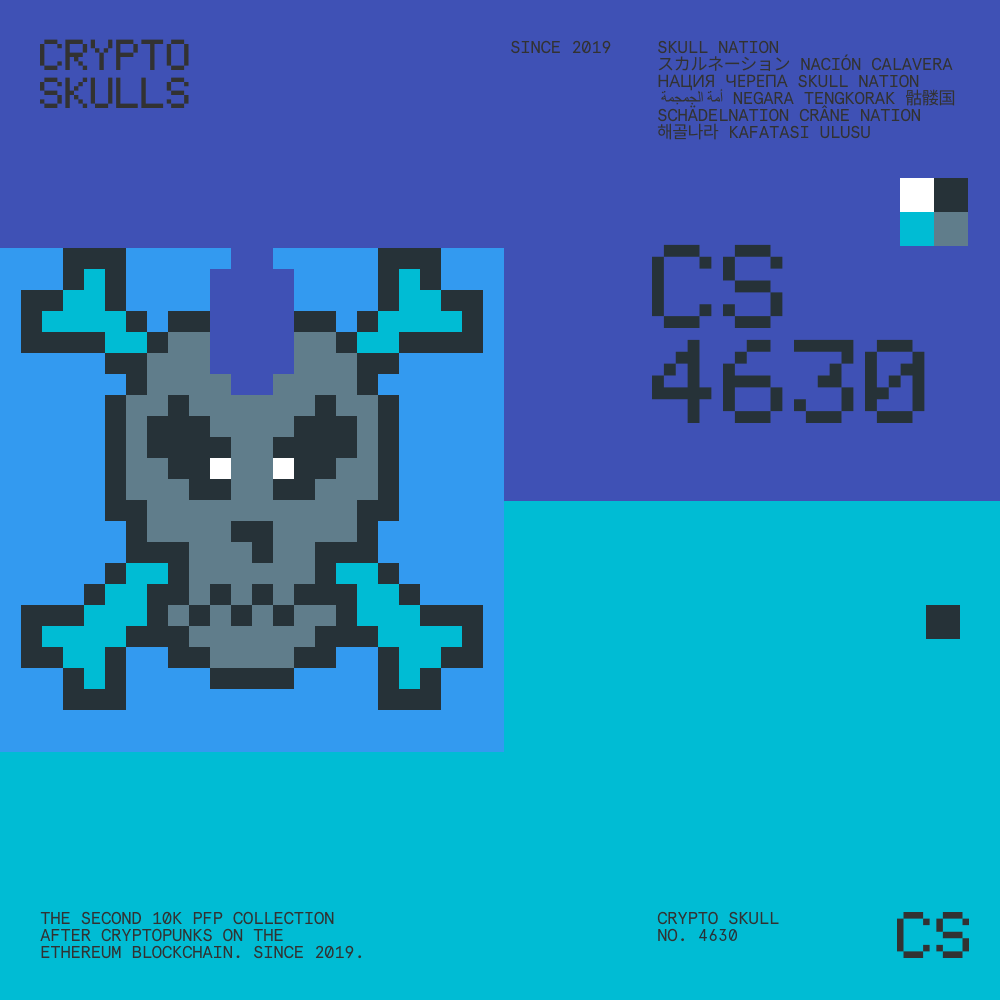 CRYPTO
SKULLS
SINCE 2019
SKULL NATION
スカルネーション NACIÓN CALAVERA
НАЦИЯ ЧЕРЕПА SKULL NATION
أمة الجمجمة NEGARA TENGKORAK 骷髅国
SCHÄDELNATION CRÂNE NATION
해골나라 KAFATASI ULUSU
CS
4630
THE SECOND 10K PFP COLLECTION
AFTER CRYPTOPUNKS ON THE
ETHEREUM BLOCKCHAIN. SINCE 2019.
CRYPTO SKULL
NO. 4630
CS